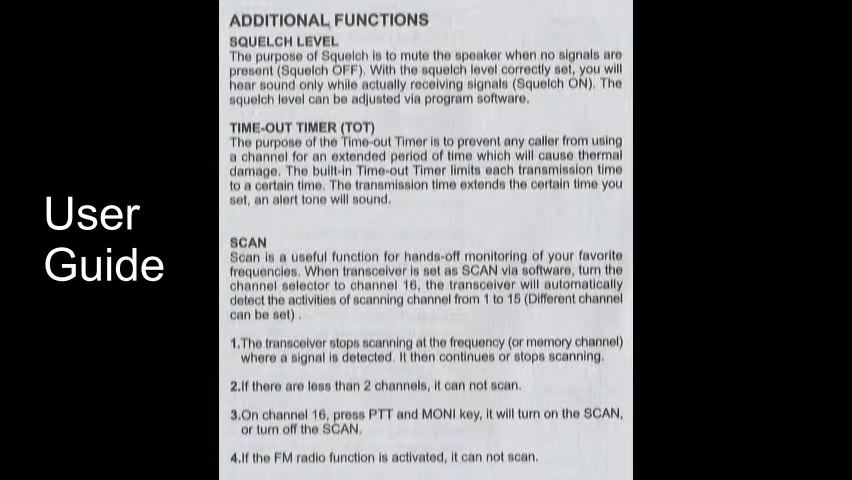 User
Guide
ADDITIONAL FUNCTIONS
SQUELCH LEVEL
The purpose of Squelch is to mute the speaker when no signals are
present (Squelch OFF). With the squelch level correctly set, you will
hear sound only while actually receiving signals (Squelch ON). The
squelch level can be adjusted via program software.
TIME-OUT TIMER (TOT)
The purpose of the Time-out Timer is to prevent any caller from using
a channel for an extended period of time which will cause thermal
damage. The built-in Time-out Timer limits each transmission time
to a certain time. The transmission time extends the certain time you
set, an alert tone will sound.
SCAN
Scan is a useful function for hands-off monitoring of your favorite
frequencies. When transceiver is set as SCAN via software, turn the
channel selector to channel 16, the transceiver will automatically
detect the activities of scanning channel from 1 to 15 (Different channel
can be set) .
1.The transceiver stops scanning at the frequency (or memory channel)
where a signal is detected. It then continues or stops scanning.
2.If there are less than 2 channels, it can not scan.
3.On channel 16, press PTT and MONI key, it will turn on the SCAN,
or turn off the SCAN.
4.If the FM radio function is activated, it can not scan.